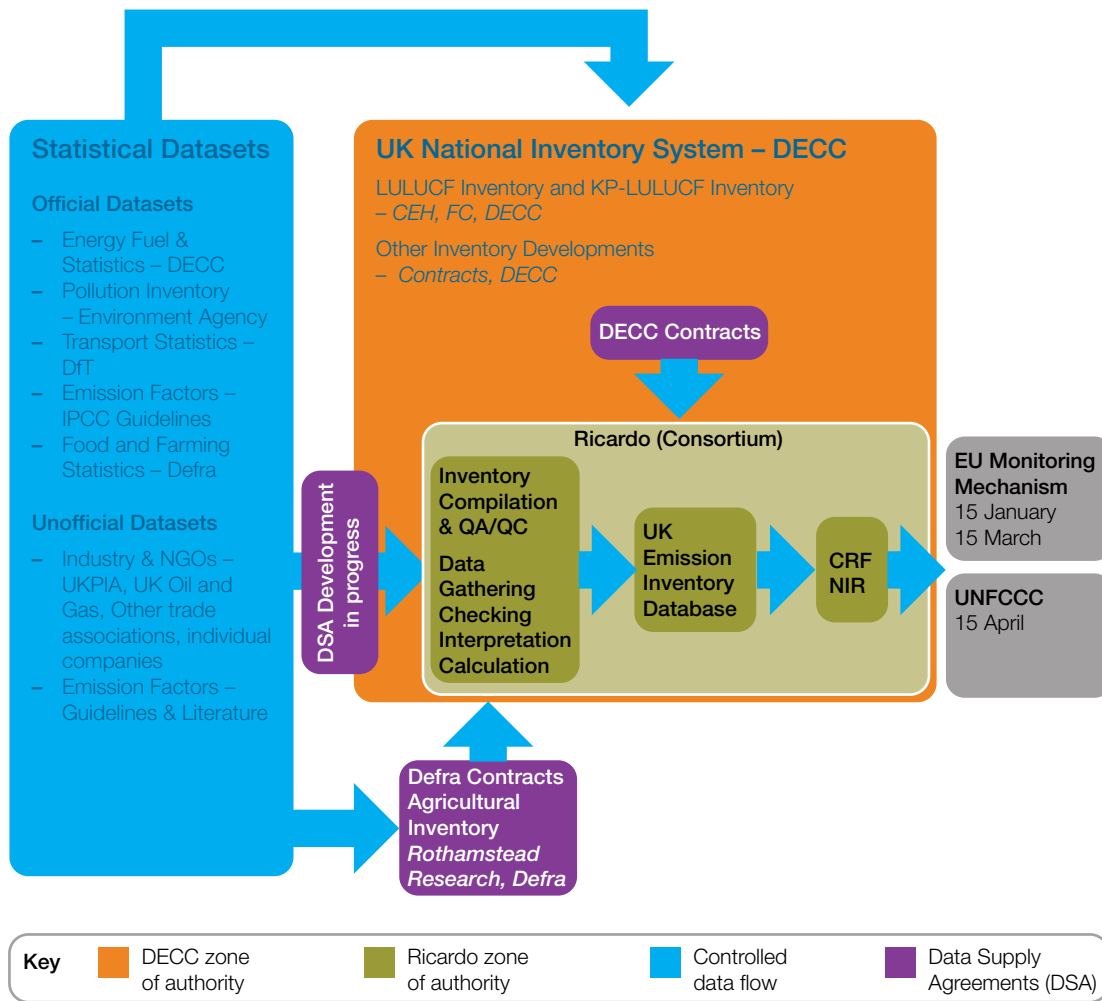 Statistical Datasets
Official Datasets
– Energy Fuel &
Statistics – DECC
– Pollution Inventory
– Environment Agency
– Transport Statistics –
DfT
– Emission Factors –
IPCC Guidelines
– Food and Farming
Statistics – Defra
Unofficial Datasets
– Industry & NGOs –
UKPIA, UK Oil and
Gas, Other trade
associations, individual
companies
– Emission Factors –
Guidelines & Literature
UK National Inventory System – DECC
LULUCF Inventory and KP-LULUCF Inventory
– CEH, FC, DECC
Other Inventory Developments
– Contracts, DECC
DECC Contracts
DSA Development
in progress
Ricardo (Consortium)
Inventory
Compilation
& QA/QC
Data
Gathering
Checking
Interpretation
Calculation
UK
Emission
Inventory
Database
CRF
NIR
EU Monitoring
Mechanism
15 January
15 March
UNFCCC
15 April
Defra Contracts
Agricultural
Inventory
Rothamstead
Research, Defra
Key
DECC zone
of authority
Ricardo zone
of authority
Controlled
data flow
Data Supply
Agreements (DSA)